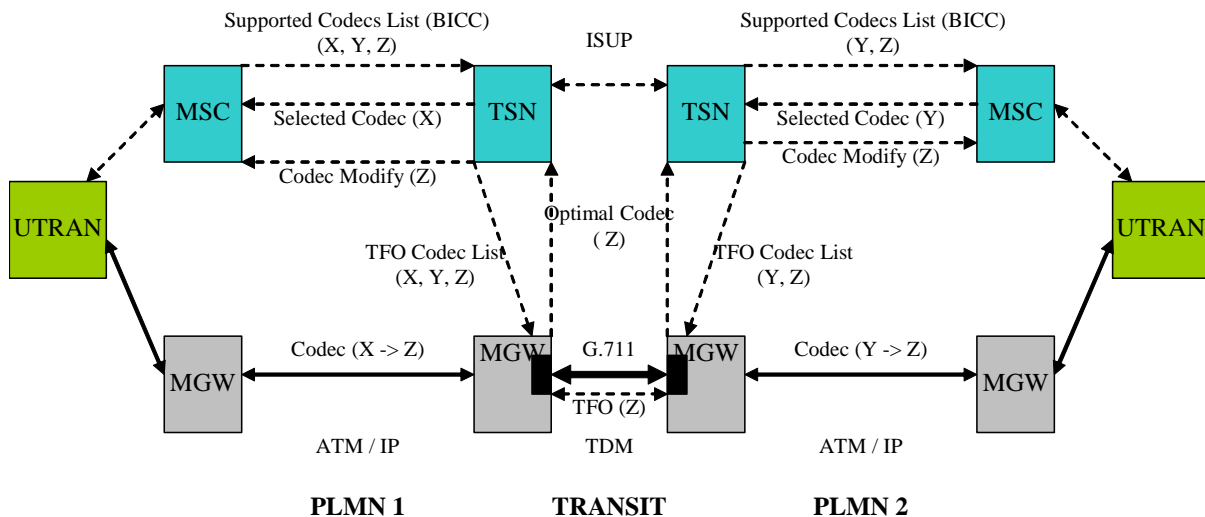 Supported Codecs List (BICC)
(X, Y, Z)
ISUP
Supported Codecs List (BICC)
(Y, Z)
MSC
TSN
TSN
MSC
Selected Codec (X)
Selected Codec (Y)
Codec Modify (Z)
Codec Modify (Z)
UTRAN
UTRAN
Optimal Codec
( Z)
TFO Codec List
(X, Y, Z)
TFO Codec List
(Y, Z)
MGW
Codec (X -> Z)
MGW
G.711
MGW
Codec (Y -> Z)
MGW
TFO (Z)
ATM / IP
TDM
ATM / IP
PLMN 1
TRANSIT
PLMN 2